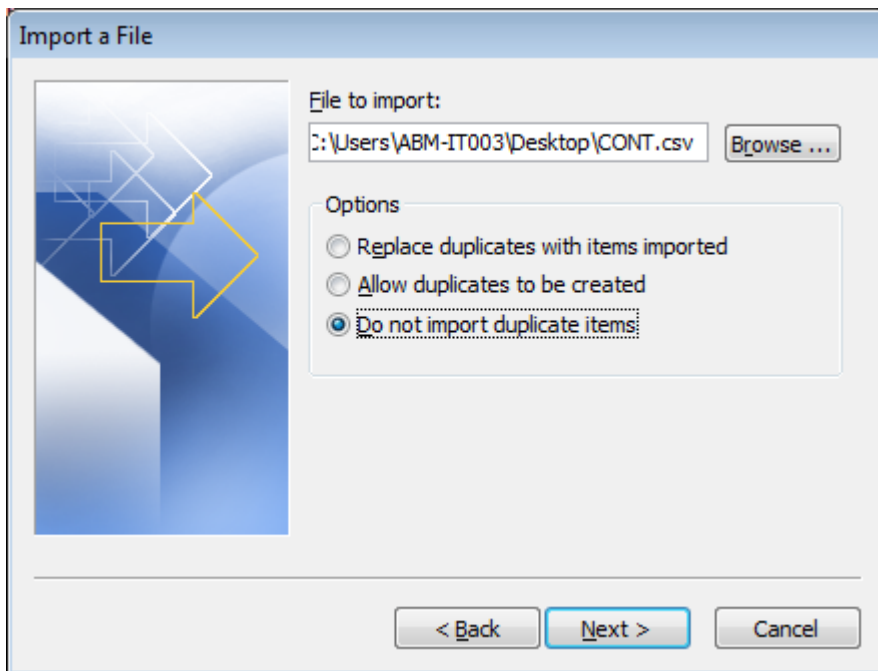 Import a File
File to import:
:\Users\ABM-IT003\Desktop\CONT.csv
Browse ...
Options
Replace duplicates with items imported
Allow duplicates to be created
Do not import duplicate items
< Back
Next >
Cancel